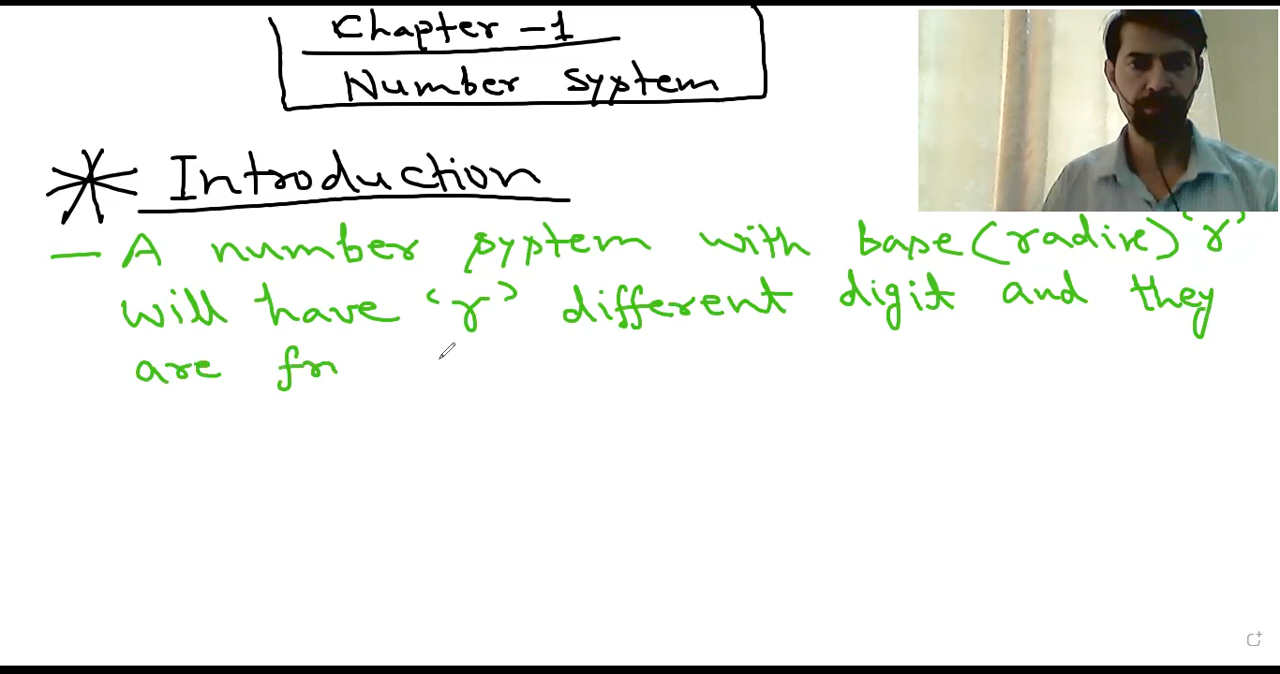 Chapter - 1
Number system
Introduction
— A number system with base (radix) 'r'
will have 'r' different digit and they
are fr